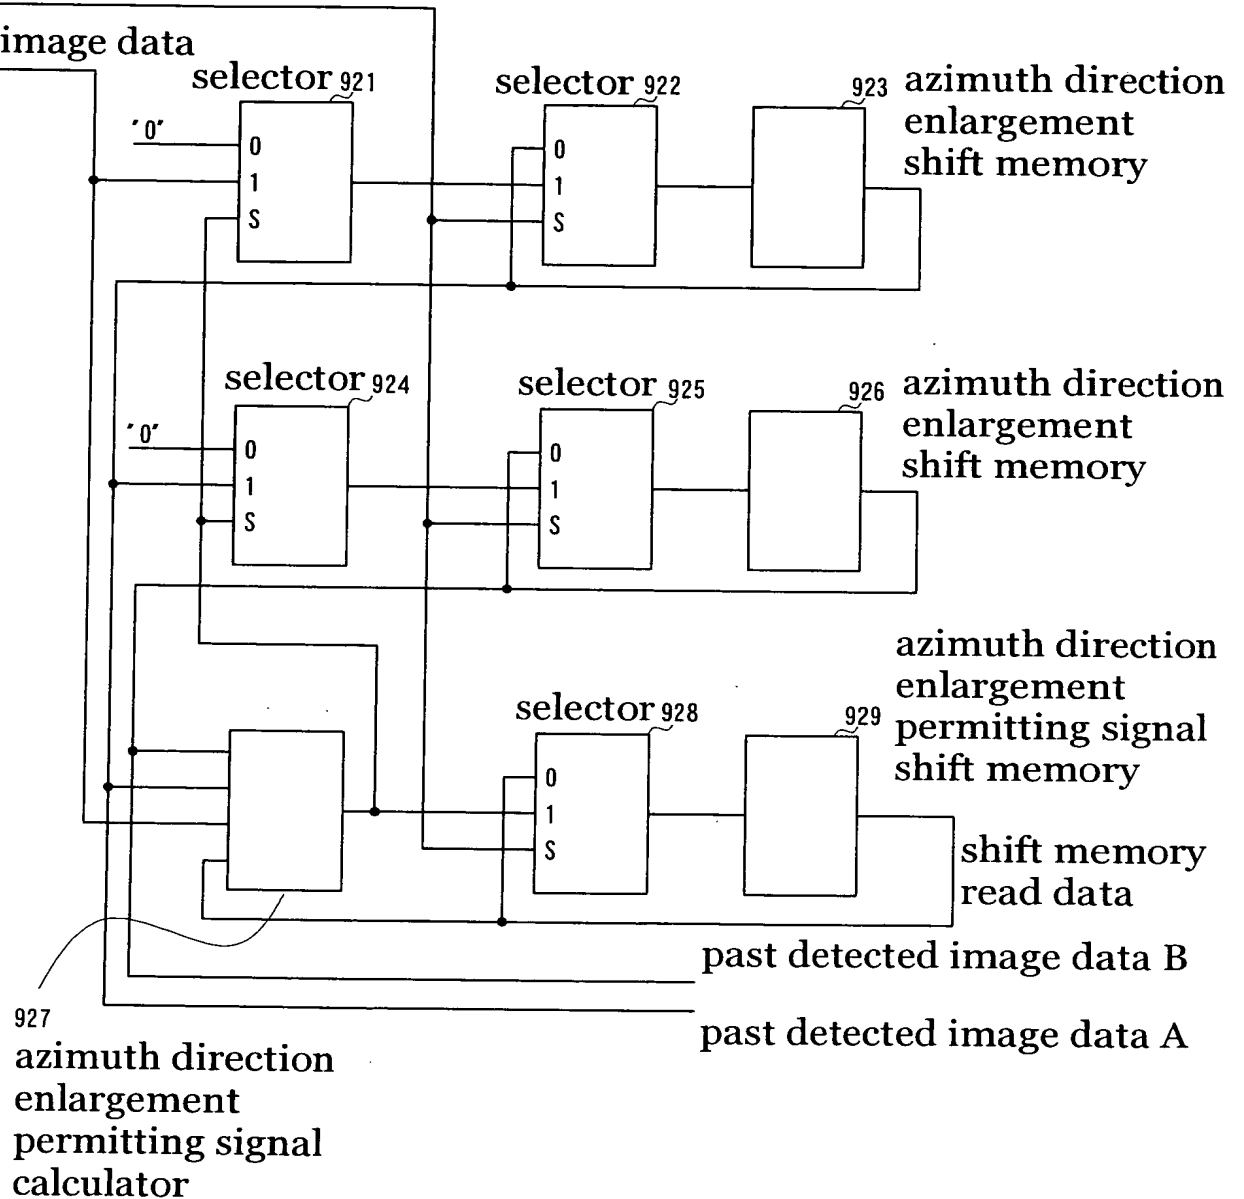 image data
selector 921
'0'
0
1
S
selector 922
0
1
S
923
azimuth direction
enlargement
shift memory
selector 924
'0'
0
1
S
selector 925
0
1
S
926
azimuth direction
enlargement
shift memory
selector 928
0
1
S
929
azimuth direction
enlargement
permitting signal
shift memory
shift memory
read data
past detected image data B
past detected image data A
927
azimuth direction
enlargement
permitting signal
calculator